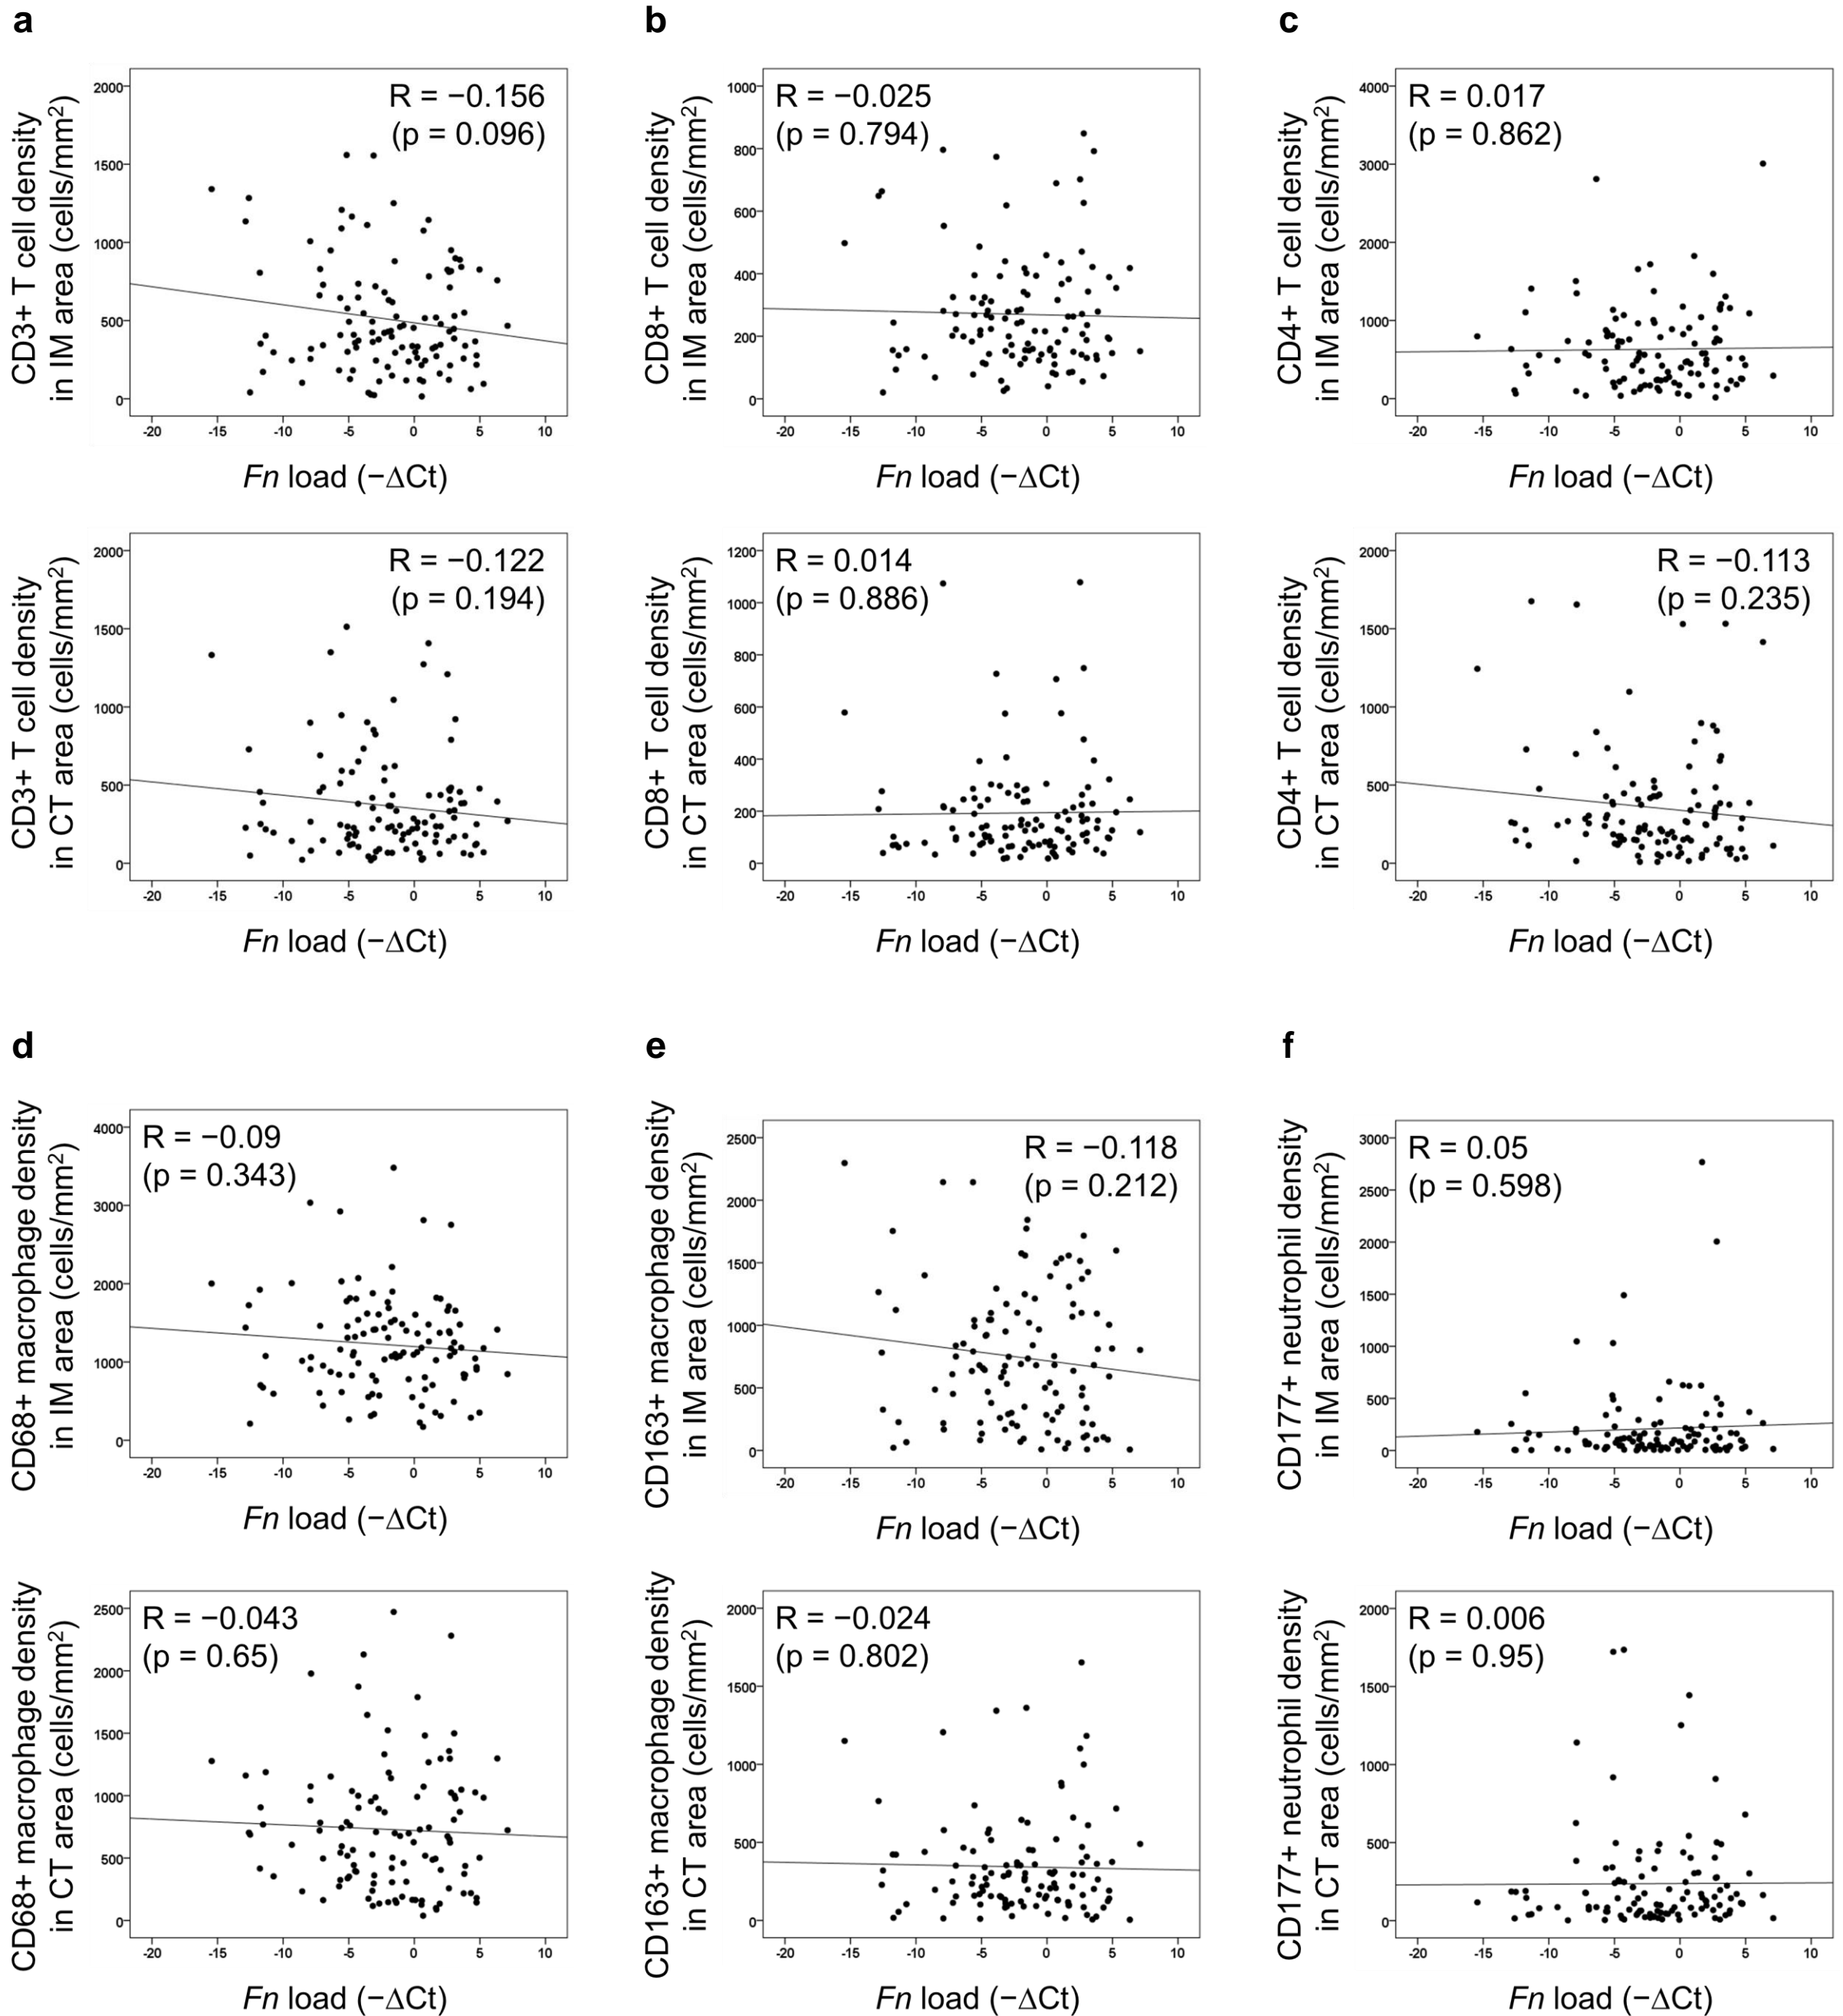 a
CD3+ T cell density
in IM area (cells/mm²)
2000
1500
1000
500
0
R = −0.156
(p = 0.096)
-20 -15 -10 -5 0 5 10
Fn load (−ΔCt)
b
CD8+ T cell density
in IM area (cells/mm²)
1000
800
600
400
200
0
R = −0.025
(p = 0.794)
-20 -15 -10 -5 0 5 10
Fn load (−ΔCt)
c
CD4+ T cell density
in IM area (cells/mm²)
4000
3000
2000
1000
0
R = 0.017
(p = 0.862)
-20 -15 -10 -5 0 5 10
Fn load (−ΔCt)
CD3+ T cell density
in CT area (cells/mm²)
2000
1500
1000
500
0
R = −0.122
(p = 0.194)
-20 -15 -10 -5 0 5 10
Fn load (−ΔCt)
CD8+ T cell density
in CT area (cells/mm²)
1200
1000
800
600
400
200
0
R = 0.014
(p = 0.886)
-20 -15 -10 -5 0 5 10
Fn load (−ΔCt)
CD4+ T cell density
in CT area (cells/mm²)
2000
1500
1000
500
0
R = −0.113
(p = 0.235)
-20 -15 -10 -5 0 5 10
Fn load (−ΔCt)
d
CD68+ macrophage density
in IM area (cells/mm²)
4000
3000
2000
1000
0
R = −0.09
(p = 0.343)
-20 -15 -10 -5 0 5 10
Fn load (−ΔCt)
e
CD163+ macrophage density
in IM area (cells/mm²)
2500
2000
1500
1000
500
0
R = −0.118
(p = 0.212)
-20 -15 -10 -5 0 5 10
Fn load (−ΔCt)
f
CD177+ neutrophil density
in IM area (cells/mm²)
3000
2500
2000
1500
1000
500
0
R = 0.05
(p = 0.598)
-20 -15 -10 -5 0 5 10
Fn load (−ΔCt)
CD68+ macrophage density
in CT area (cells/mm²)
2500
2000
1500
1000
500
0
R = −0.043
(p = 0.65)
-20 -15 -10 -5 0 5 10
Fn load (−ΔCt)
CD163+ macrophage density
in CT area (cells/mm²)
2000
1500
1000
500
0
R = −0.024
(p = 0.802)
-20 -15 -10 -5 0 5 10
Fn load (−ΔCt)
CD177+ neutrophil density
in CT area (cells/mm²)
2000
1500
1000
500
0
R = 0.006
(p = 0.95)
-20 -15 -10 -5 0 5 10
Fn load (−ΔCt)